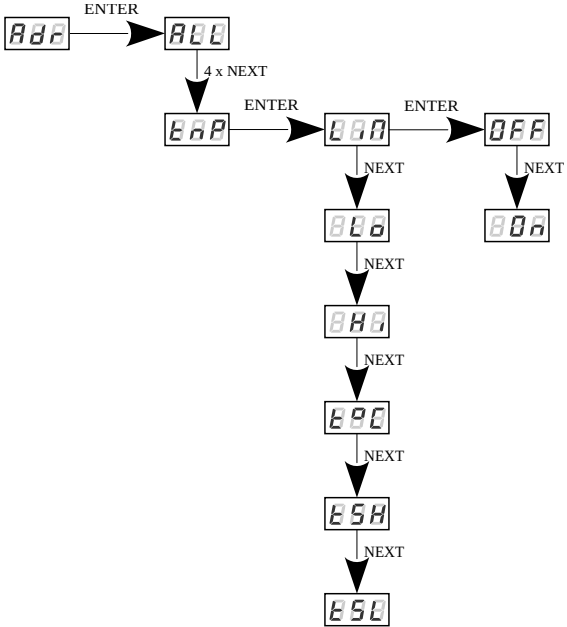 ENTER
Adr
ALL
4 x NEXT
tnP
ENTER
Lin
ENTER
OFF
NEXT
NEXT
Lo
On
NEXT
Hi
NEXT
t°C
NEXT
tSH
NEXT
tSL